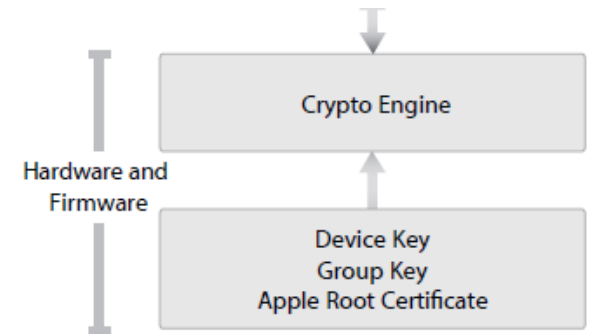 Crypto Engine
Hardware and
Firmware
Device Key
Group Key
Apple Root Certificate